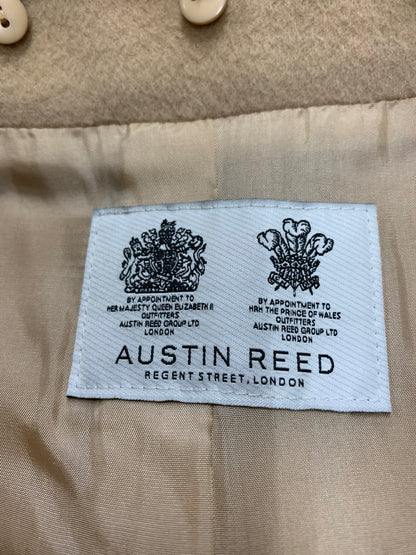 BY APPOINTMENT TO
HER MAJESTY QUEEN ELIZABETH II
OUTFITTERS
AUSTIN REED GROUP LTD
LONDON
BY APPOINTMENT TO
HRH THE PRINCE OF WALES
OUTFITTERS
AUSTIN REED GROUP LTD
LONDON
AUSTIN REED
REGENT STREET, LONDON